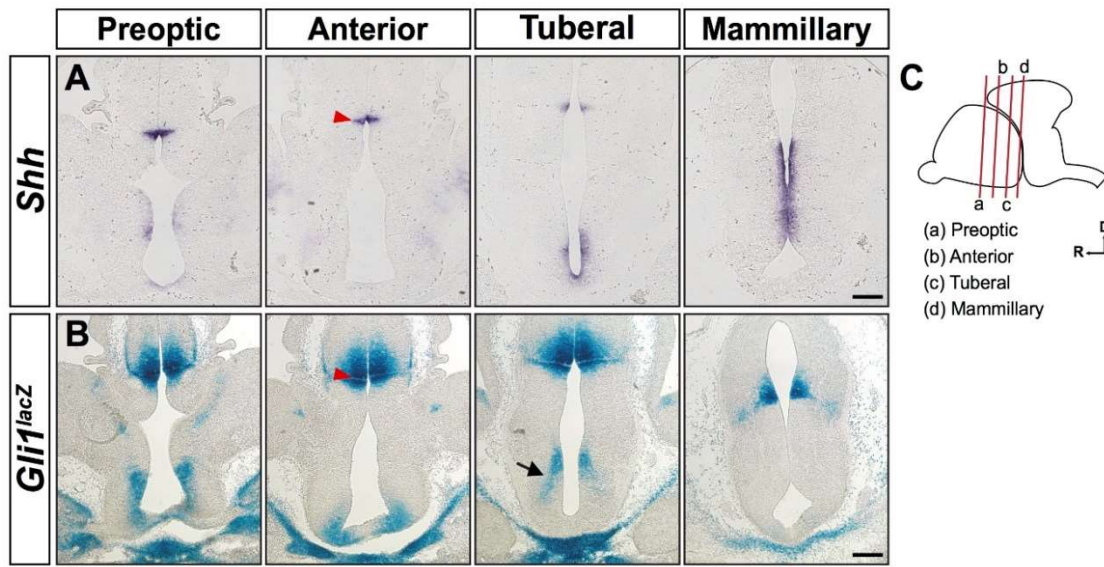 Preoptic
Anterior
Tuberal
Mammillary
Shh
A
C
b d
a c
(a) Preoptic
(b) Anterior
(c) Tuberal
(d) Mammillary
R
Gli1lacZ
B